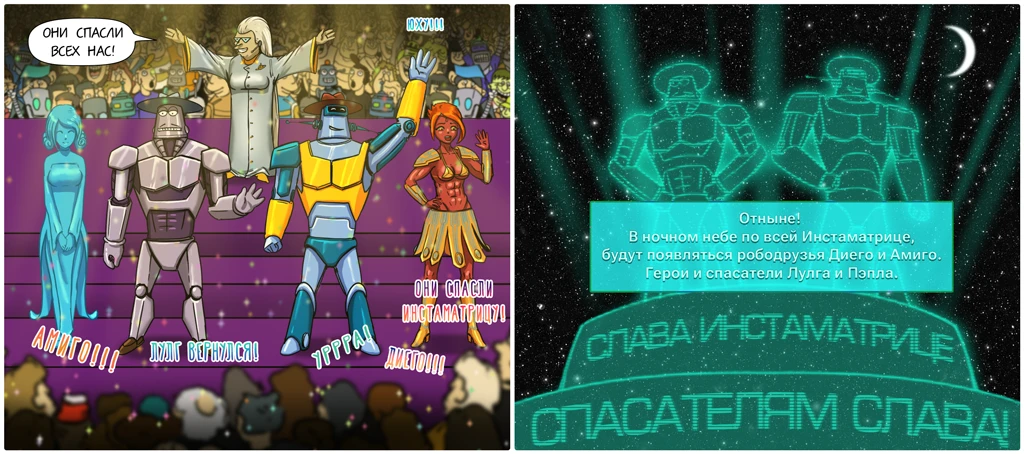 ОНИ СПАСЛИ
ВСЕХ НАС!
ЮХУ!!!
АМИГО!!!
ЛУЛГ ВЕРНУЛСЯ!
УРРРА!
ОНИ СПАСЛИ
ИНСТАМАТРИЦУ!
ДИЕГО!!!
Отныне!
В ночном небе по всей Инстаматрице,
будут появляться рободрузья Диего и Амиго.
Герои и спасатели Лулга и Пэпла.
СЛАВА ИНСТАМАТРИЦЕ
СПАСАТЕЛЯМ СЛАВА!